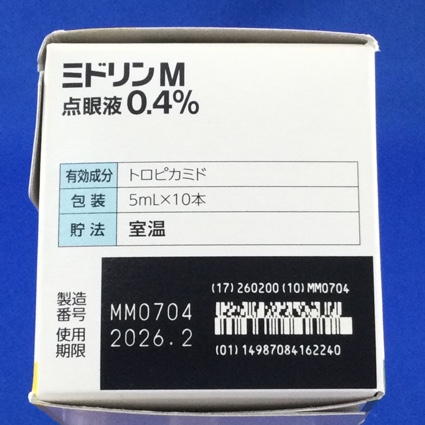 ミドリンM
点眼液0.4%
有効成分 トロピカミド
包装 5mL×10本
貯法 室温
(17)260200(10)MM0704
製造番号 MM0704
使用期限 2026.2
(01)14987084162240